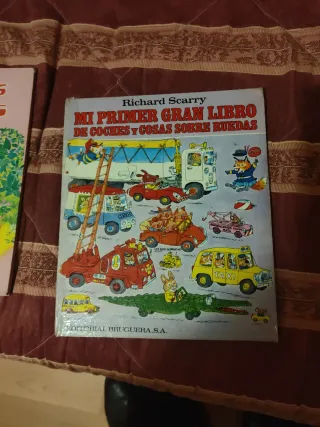 Richard Scarry
MI PRIMER GRAN LIBRO
DE COCHES Y COSAS SOBRE RUEDAS
EDITORIAL BRUGUERA, S.A.